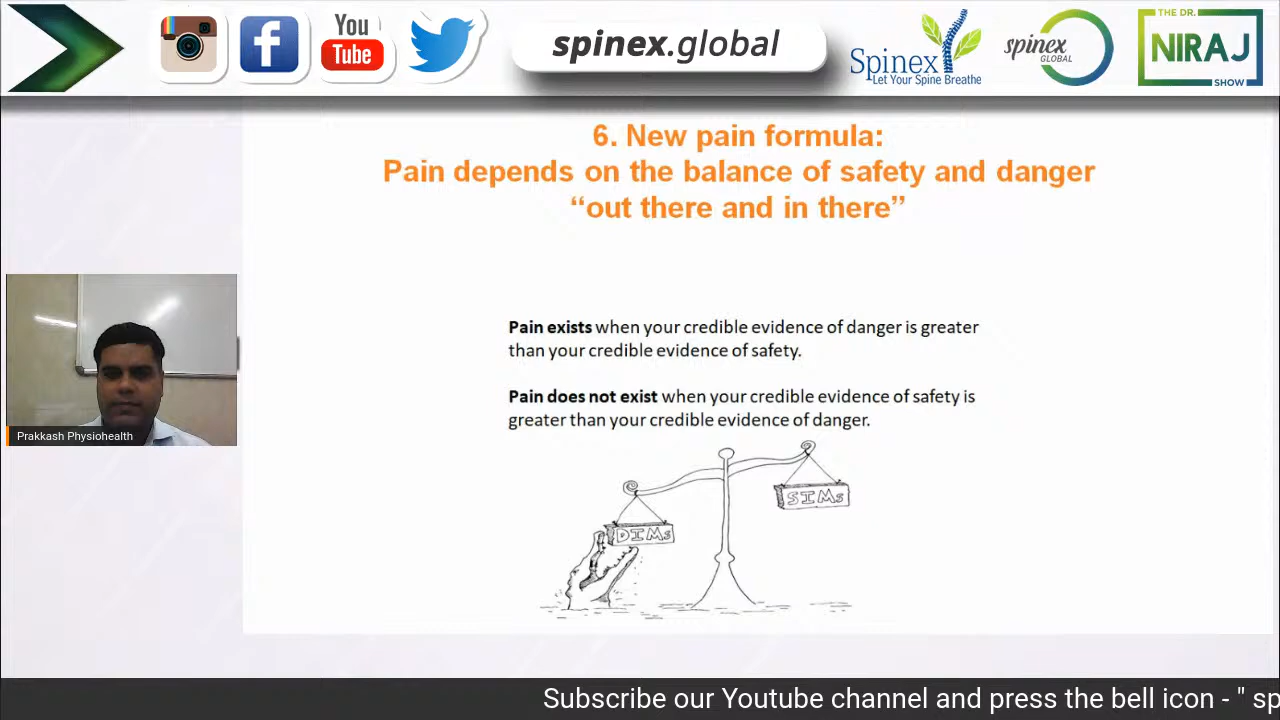 You
Tube
spinex.global
Spinex
Let Your Spine Breathe
spinex
GLOBAL
THE DR.
NIRAJ
SHOW
6. New pain formula:
Pain depends on the balance of safety and danger
“out there and in there”
Pain exists when your credible evidence of danger is greater
than your credible evidence of safety.
Pain does not exist when your credible evidence of safety is
greater than your credible evidence of danger.
SIMs
DIMs
Prakkash Physiohealth
Subscribe our Youtube channel and press the bell icon - " sp